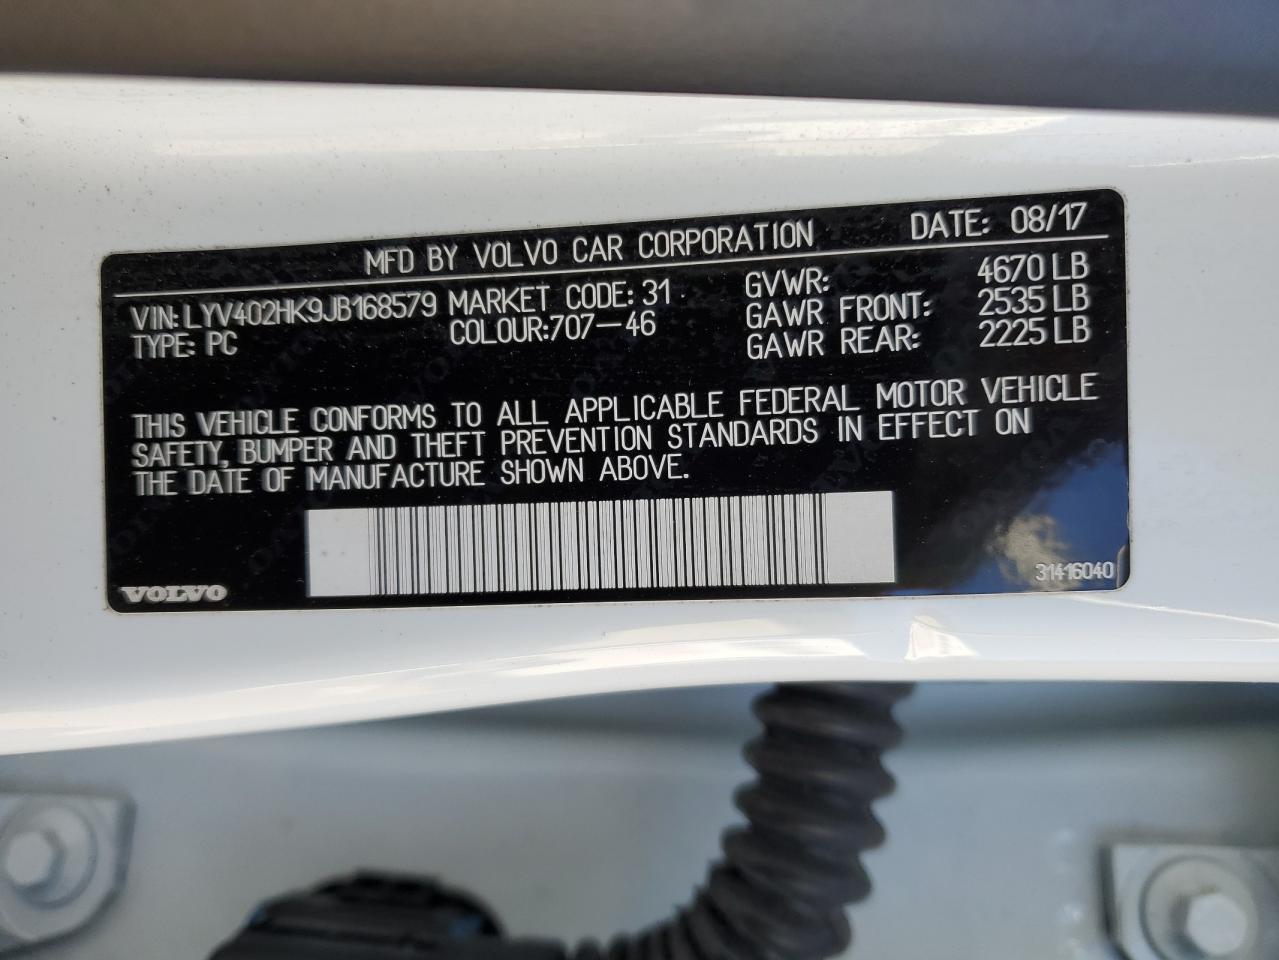 MFD BY VOLVO CAR CORPORATION DATE: 08/17
VIN:LYV402HK9JB168579 MARKET CODE: 31 GVWR: 4670 LB
TYPE: PC COLOUR:707-46 GAWR FRONT: 2535 LB
GAWR REAR: 2225 LB
THIS VEHICLE CONFORMS TO ALL APPLICABLE FEDERAL MOTOR VEHICLE
SAFETY, BUMPER AND THEFT PREVENTION STANDARDS IN EFFECT ON
THE DATE OF MANUFACTURE SHOWN ABOVE.
VOLVO 31416040